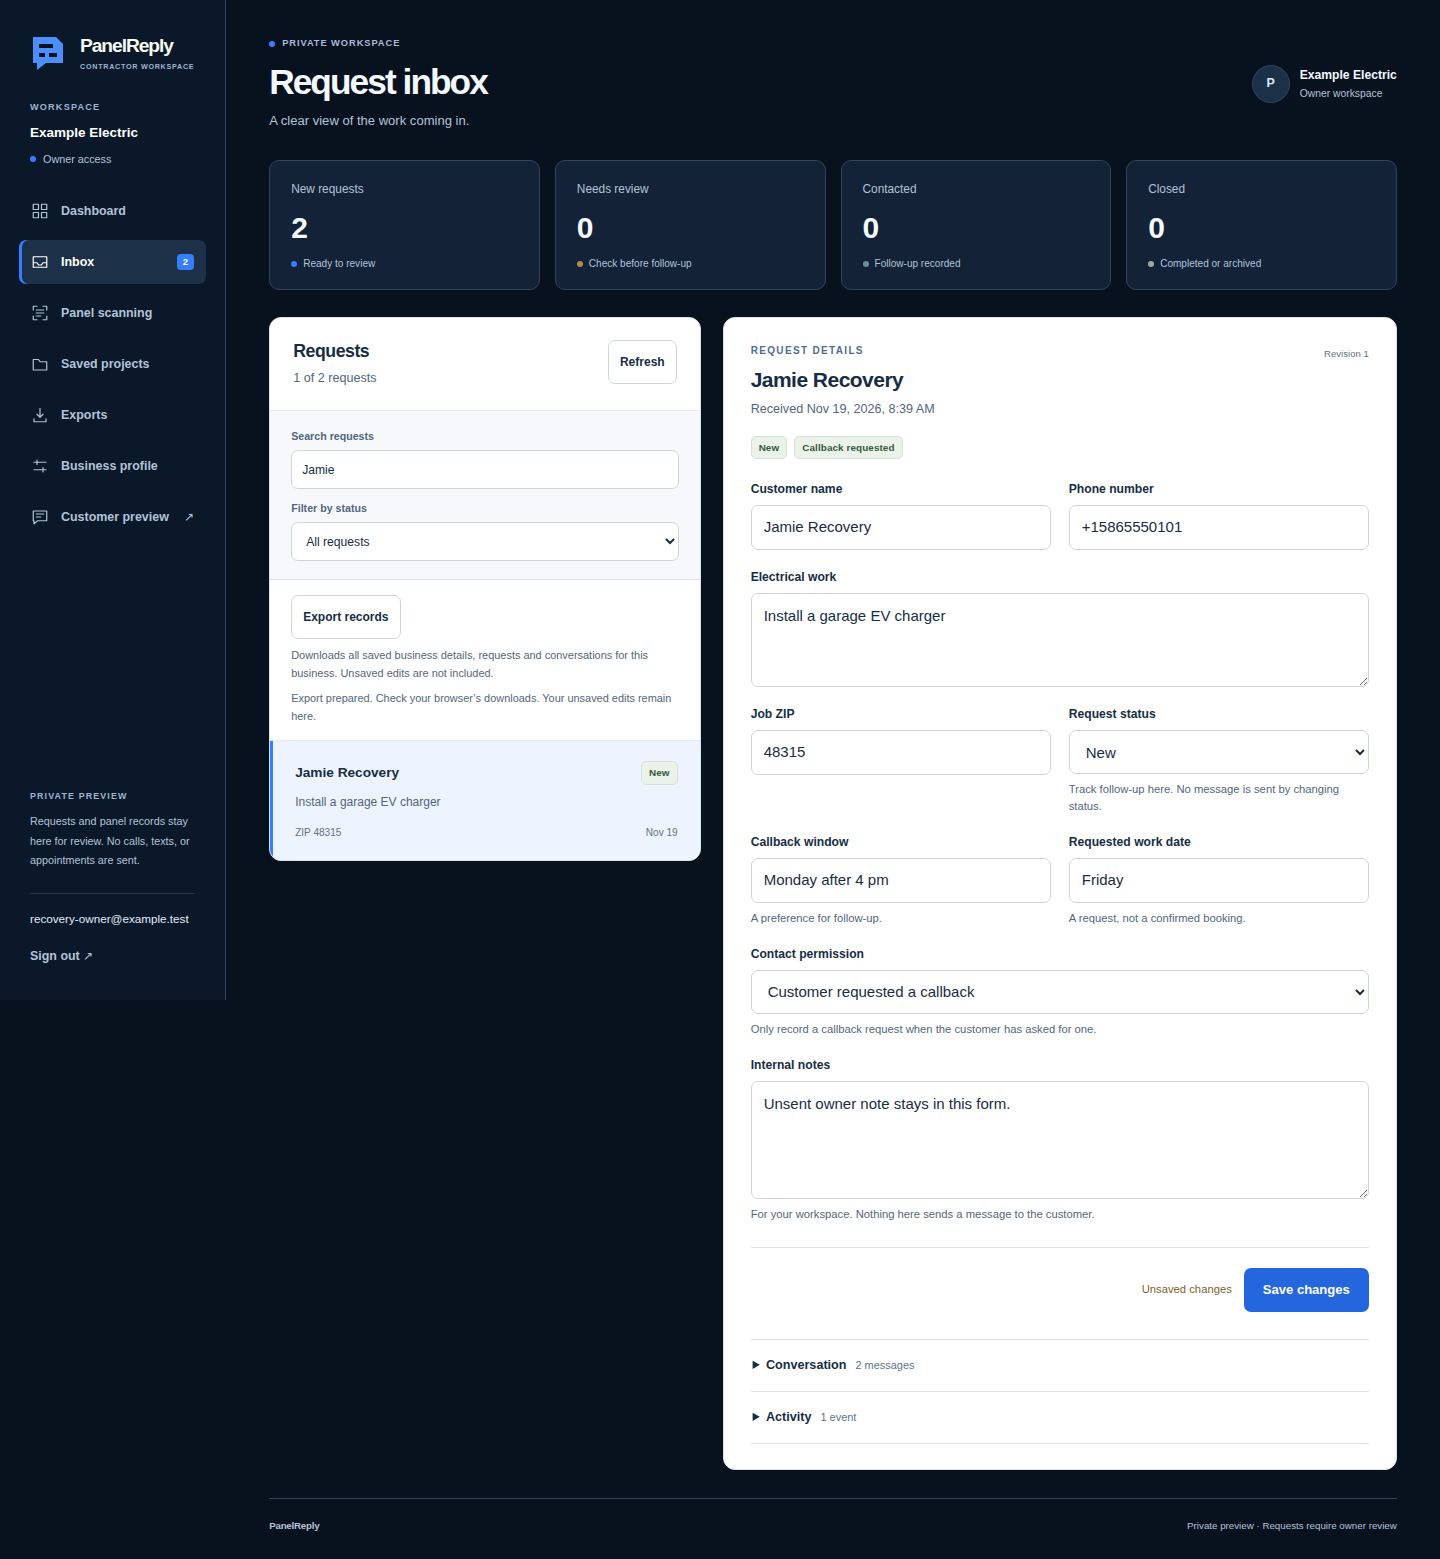 PanelReply
CONTRACTOR WORKSPACE
WORKSPACE
Example Electric
Owner access
Dashboard
Inbox 2
Panel scanning
Saved projects
Exports
Business profile
Customer preview ↗
PRIVATE PREVIEW
Requests and panel records stay
here for review. No calls, texts, or
appointments are sent.
recovery-owner@example.test
Sign out ↗
PRIVATE WORKSPACE
Request inbox
A clear view of the work coming in.
P
Example Electric
Owner workspace
New requests
2
Ready to review
Needs review
0
Check before follow-up
Contacted
0
Follow-up recorded
Closed
0
Completed or archived
Requests
1 of 2 requests
Refresh
Search requests
Jamie
Filter by status
All requests
Export records
Downloads all saved business details, requests and conversations for this
business. Unsaved edits are not included.
Export prepared. Check your browser’s downloads. Your unsaved edits remain
here.
Jamie Recovery New
Install a garage EV charger
ZIP 48315 Nov 19
REQUEST DETAILS
Revision 1
Jamie Recovery
Received Nov 19, 2026, 8:39 AM
New Callback requested
Customer name
Jamie Recovery
Phone number
+15865550101
Electrical work
Install a garage EV charger
Job ZIP
48315
Request status
New
Track follow-up here. No message is sent by changing
status.
Callback window
Monday after 4 pm
A preference for follow-up.
Requested work date
Friday
A request, not a confirmed booking.
Contact permission
Customer requested a callback
Only record a callback request when the customer has asked for one.
Internal notes
Unsent owner note stays in this form.
For your workspace. Nothing here sends a message to the customer.
Unsaved changes Save changes
Conversation 2 messages
Activity 1 event
PanelReply
Private preview · Requests require owner review